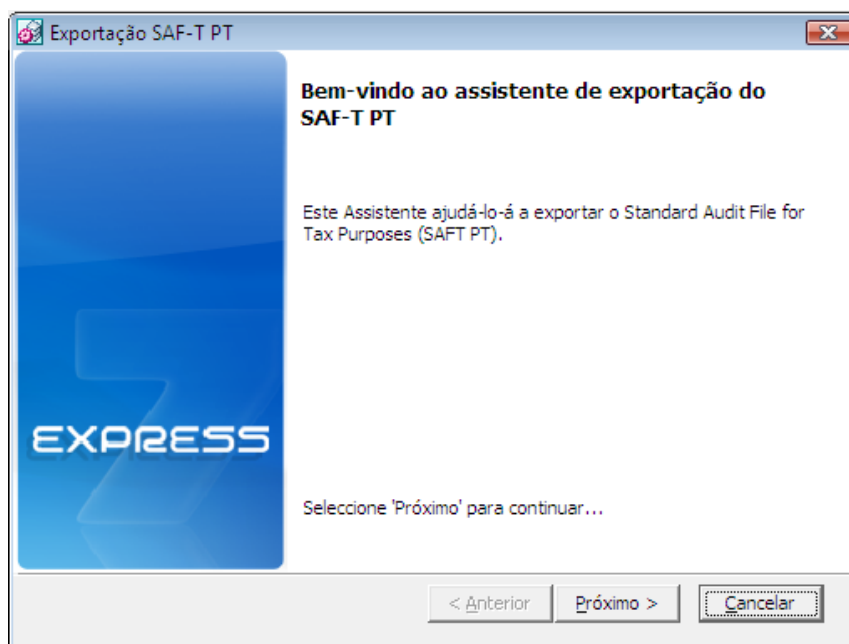 Exportação SAF-T PT
Bem-vindo ao assistente de exportação do
SAF-T PT
Este Assistente ajudá-lo-á a exportar o Standard Audit File for
Tax Purposes (SAFT PT).
7
EXPRESS
Seleccione 'Próximo' para continuar...
< Anterior
Próximo >
Cancelar